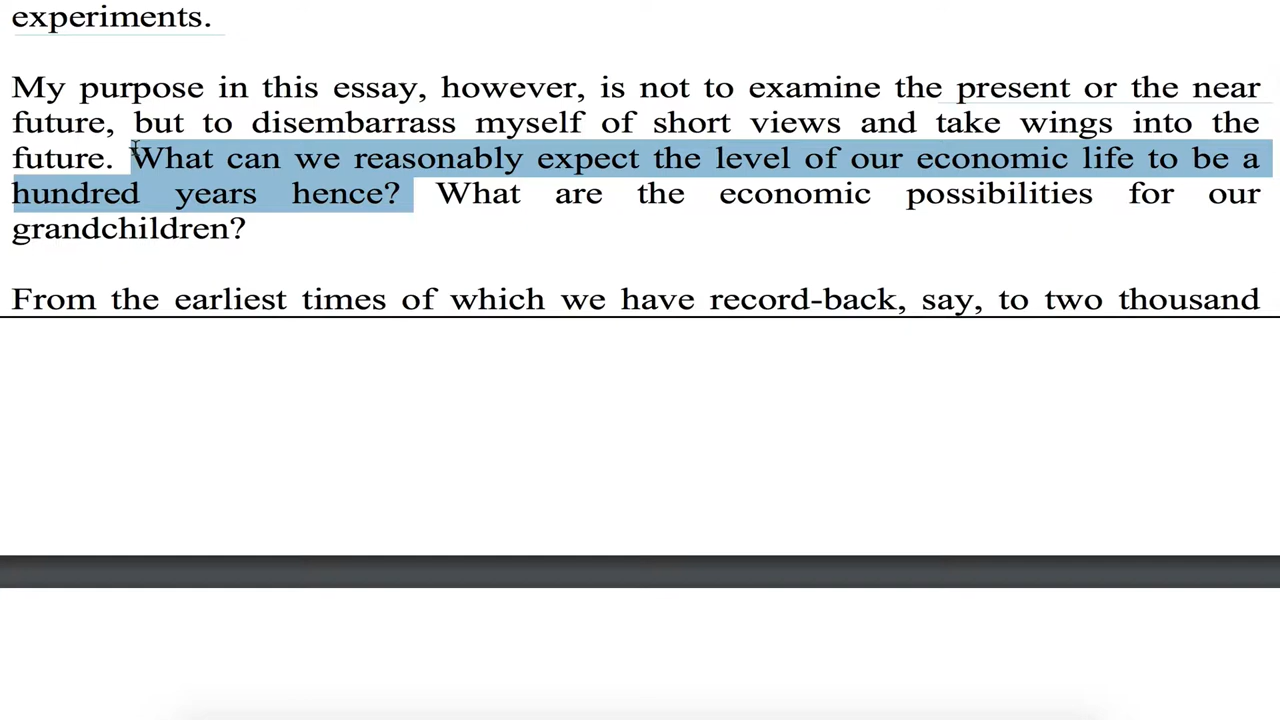 experiments.
My purpose in this essay, however, is not to examine the present or the near
future, but to disembarrass myself of short views and take wings into the
future. What can we reasonably expect the level of our economic life to be a
hundred years hence? What are the economic possibilities for our
grandchildren?
From the earliest times of which we have record-back, say, to two thousand